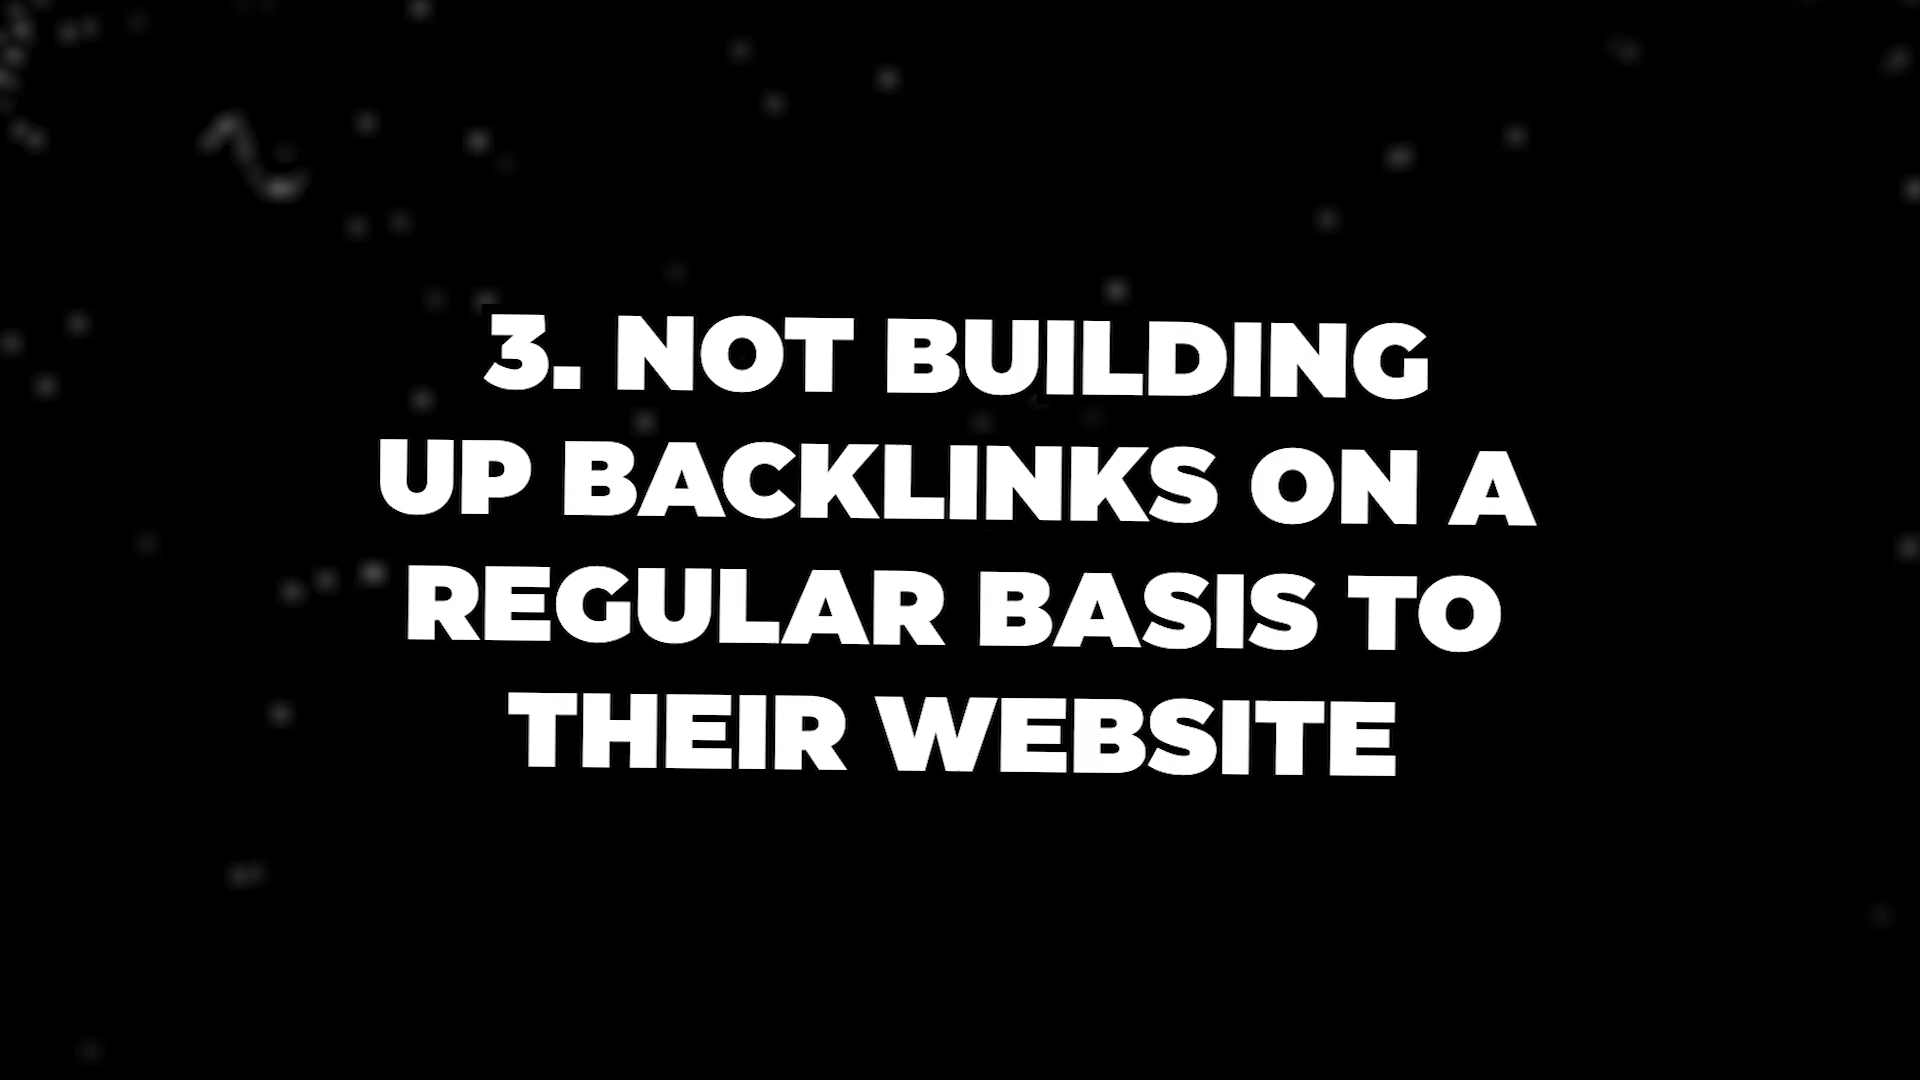 3. NOT BUILDING
UP BACKLINKS ON A
REGULAR BASIS TO
THEIR WEBSITE